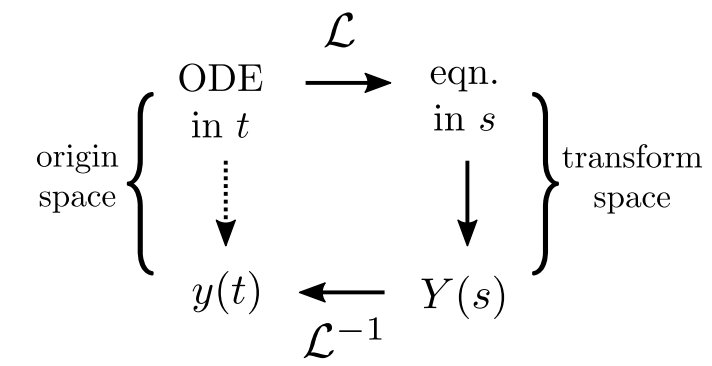 ℒ
ODE
in t
eqn.
in s
origin
space
transform
space
y(t)
Y(s)
ℒ⁻¹